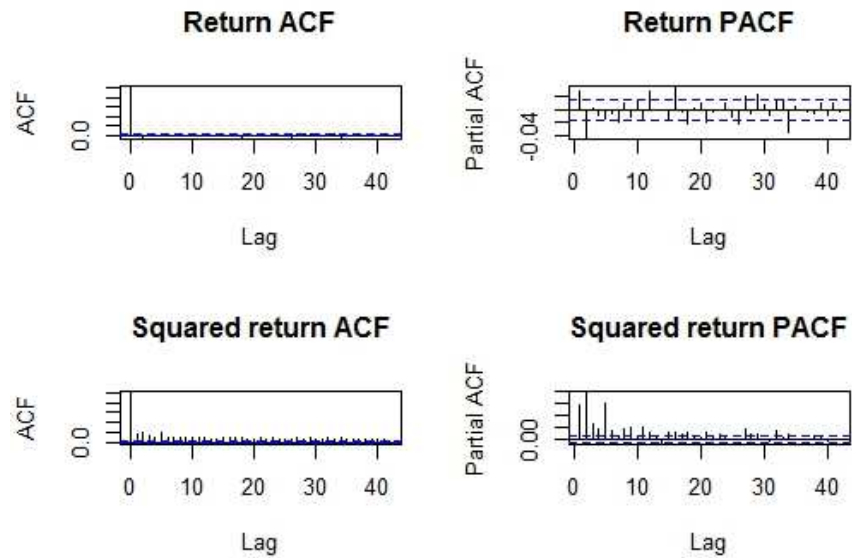 Return ACF
ACF
0.0
0 10 20 30 40
Lag
Return PACF
Partial ACF
-0.04
0 10 20 30 40
Lag
Squared return ACF
ACF
0.0
0 10 20 30 40
Lag
Squared return PACF
Partial ACF
0.00
0 10 20 30 40
Lag